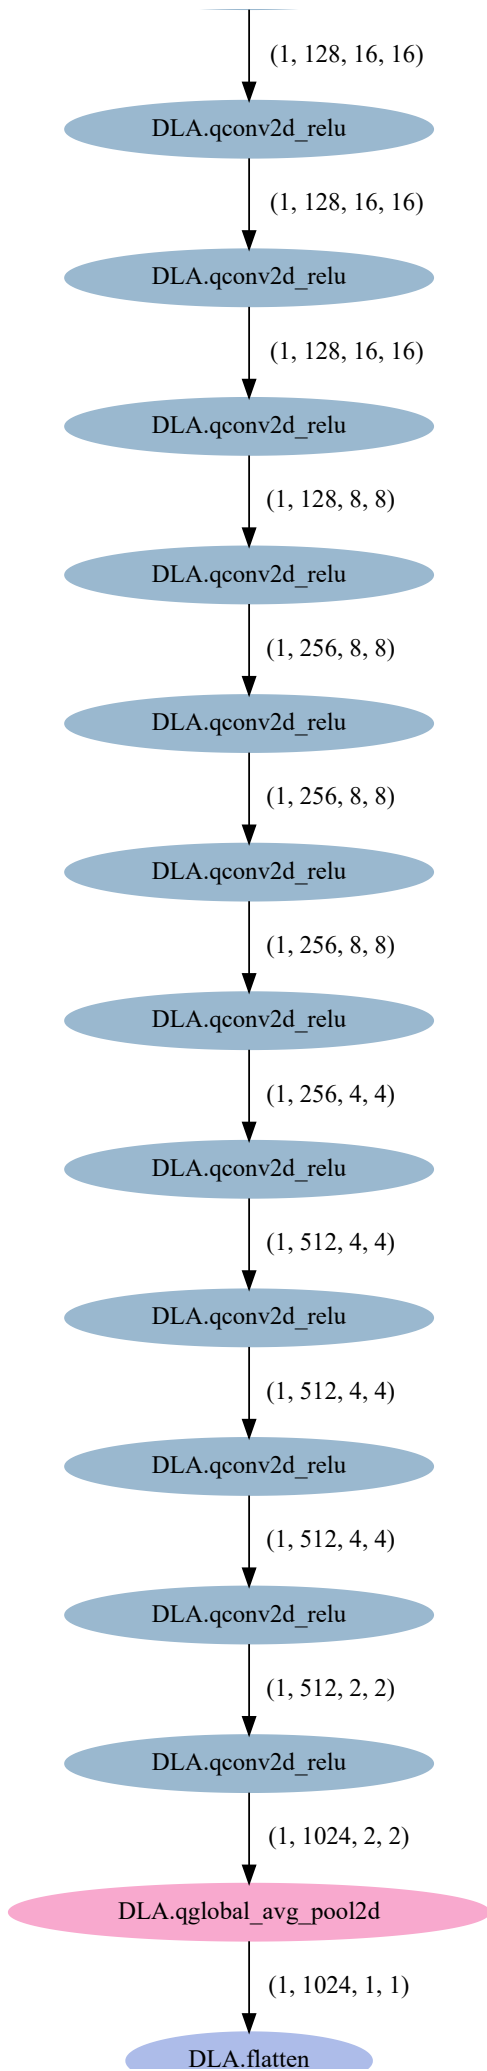 (1, 128, 16, 16)
DLA.qconv2d_relu
(1, 128, 16, 16)
DLA.qconv2d_relu
(1, 128, 16, 16)
DLA.qconv2d_relu
(1, 128, 8, 8)
DLA.qconv2d_relu
(1, 256, 8, 8)
DLA.qconv2d_relu
(1, 256, 8, 8)
DLA.qconv2d_relu
(1, 256, 8, 8)
DLA.qconv2d_relu
(1, 256, 4, 4)
DLA.qconv2d_relu
(1, 512, 4, 4)
DLA.qconv2d_relu
(1, 512, 4, 4)
DLA.qconv2d_relu
(1, 512, 4, 4)
DLA.qconv2d_relu
(1, 512, 2, 2)
DLA.qconv2d_relu
(1, 1024, 2, 2)
DLA.qglobal_avg_pool2d
(1, 1024, 1, 1)
DLA.flatten